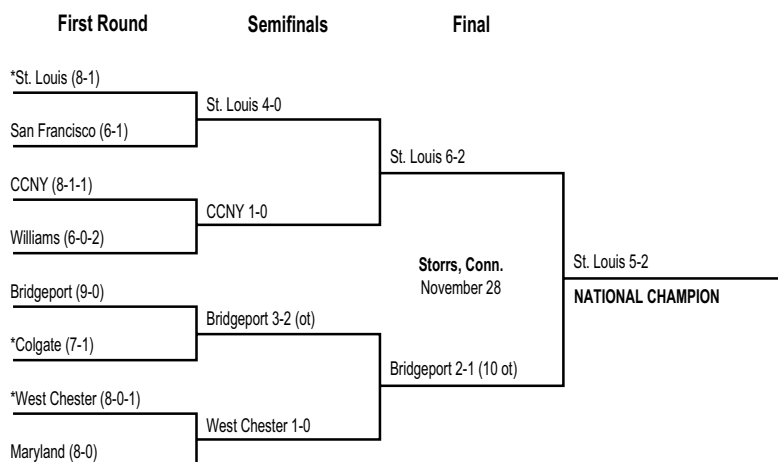 First Round Semifinals Final
*St. Louis (8-1)
St. Louis 4-0
San Francisco (6-1)
St. Louis 6-2
CCNY (8-1-1)
CCNY 1-0
Williams (6-0-2)
Storrs, Conn.
November 28
St. Louis 5-2
NATIONAL CHAMPION
Bridgeport (9-0)
Bridgeport 3-2 (ot)
*Colgate (7-1)
Bridgeport 2-1 (10 ot)
*West Chester (8-0-1)
West Chester 1-0
Maryland (8-0)